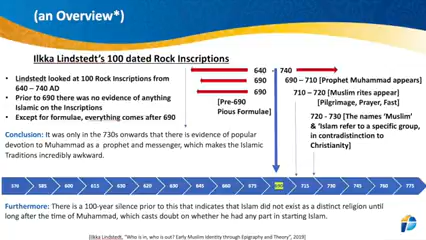 (an Overview*)
Ilkka Lindstedt's 100 dated Rock Inscriptions
• Lindstedt looked at 100 Rock Inscriptions from
640 – 740 AD
• Prior to 690 there was no evidence of anything
Islamic on the Inscriptions
• Except for formulae, everything comes after 690
640 - 740
690
690
[Pre-690
Pious Formulae]
690 – 710 [Prophet Muhammad appears]
710 – 720 [Muslim rites appear]
[Pilgrimage, Prayer, Fast]
720 - 730 [The names 'Muslim'
& 'Islam refer to a specific group,
in contradistinction to
Christianity]
Conclusion: It was only in the 730s onwards that there is evidence of popular
devotion to Muhammad as a prophet and messenger, which makes the Islamic
Traditions incredibly awkward.
570 585 600 615 630 620 630 645 660 675 690 715 730 745 760 775
Furthermore: There is a 100-year silence prior to this that indicates that Islam did not exist as a distinct religion until
long after the time of Muhammad, which casts doubt on whether he had any part in starting Islam.
[Ilkka Lindstedt, "Who is in, who is out? Early Muslim Identity through Epigraphy and Theory", 2019]